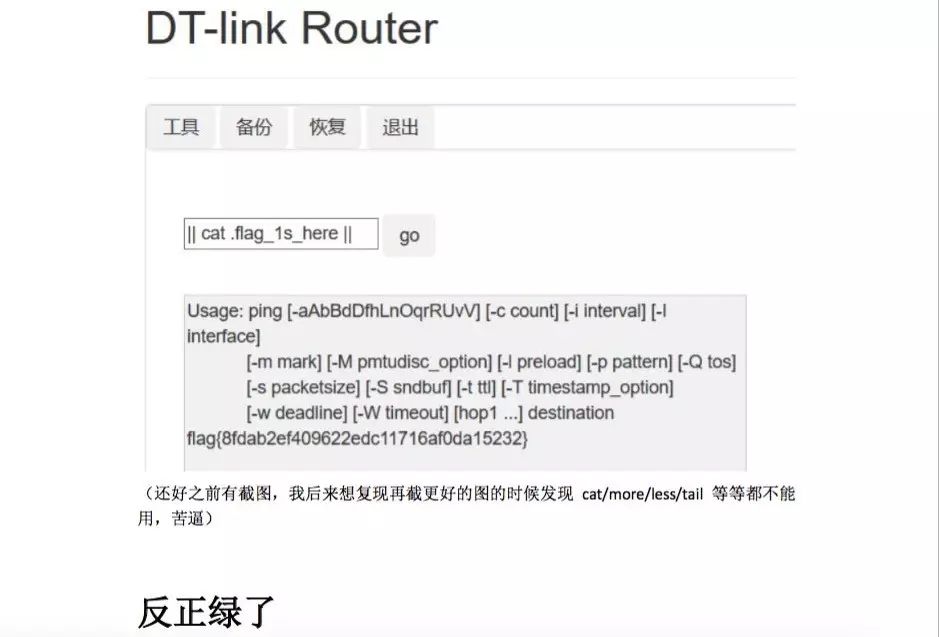 DT-link Router
工具 备份 恢复 退出
|| cat .flag_1s_here || go
Usage: ping [-aAbBdDfhLnOqrRUvV] [-c count] [-i interval] [-I
interface]
[-m mark] [-M pmtudisc_option] [-l preload] [-p pattern] [-Q tos]
[-s packetsize] [-S sndbuf] [-t ttl] [-T timestamp_option]
[-w deadline] [-W timeout] [hop1 ...] destination
flag{8fdab2ef409622edc11716af0da15232}
（还好之前有截图，我后来想复现再截更好的图的时候发现 cat/more/less/tail 等等都不能
用，苦逼）
反正绿了